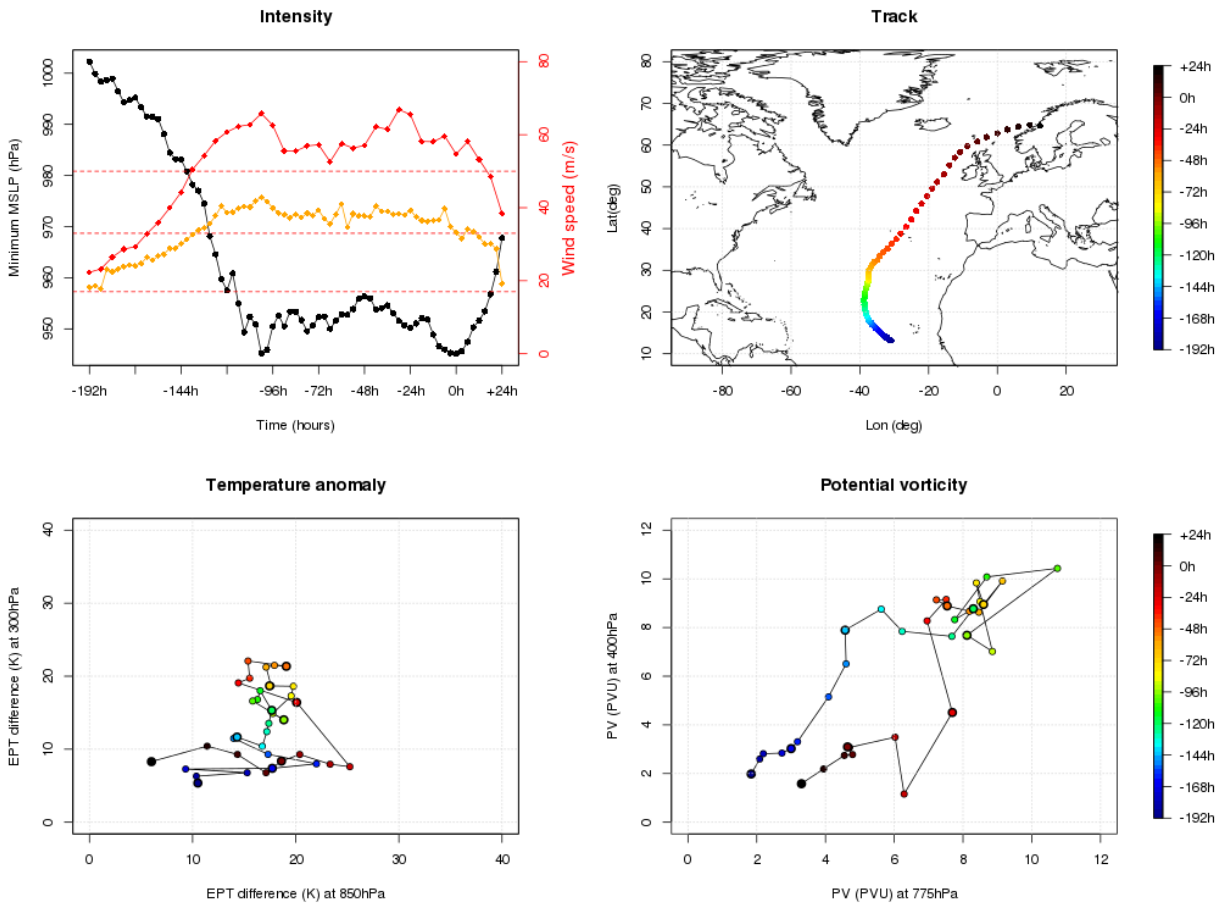 Intensity
Minimum MSLP (hPa)
950 960 970 980 990 1000
0 20 40 60 80
Wind speed (m/s)
-192h -144h -96h -72h -48h -24h 0h +24h
Time (hours)
Track
Lat(deg)
80
70
60
50
40
30
20
10
-80 -60 -40 -20 0 20
Lon (deg)
+24h
0h
-24h
-48h
-72h
-96h
-120h
-144h
-168h
-192h
Temperature anomaly
EPT difference (K) at 300hPa
0 10 20 30 40
0 10 20 30 40
EPT difference (K) at 850hPa
Potential vorticity
PV (PVU) at 400hPa
0 2 4 6 8 10 12
0 2 4 6 8 10 12
PV (PVU) at 775hPa
+24h
0h
-24h
-48h
-72h
-96h
-120h
-144h
-168h
-192h